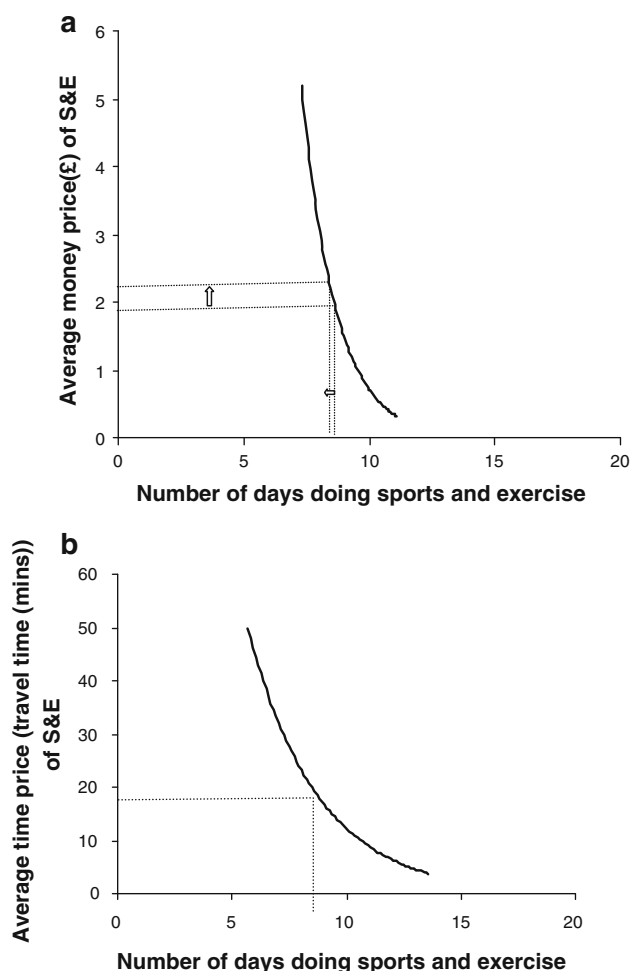 a
Average money price(£) of S&E
6
5
4
3
2
1
0
0 5 10 15 20
Number of days doing sports and exercise
b
Average time price (travel time (mins))
of S&E
60
50
40
30
20
10
0
0 5 10 15 20
Number of days doing sports and exercise